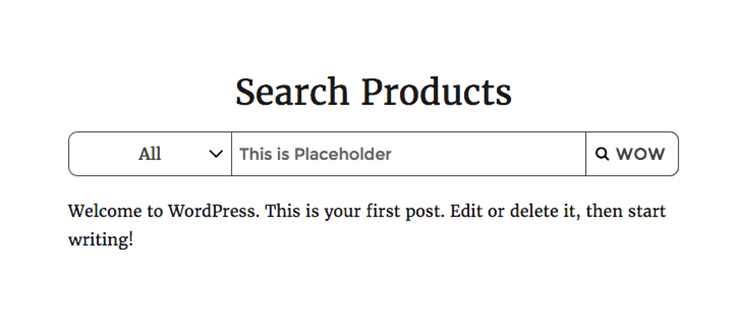 Search Products
All This is Placeholder WOW
Welcome to WordPress. This is your first post. Edit or delete it, then start
writing!